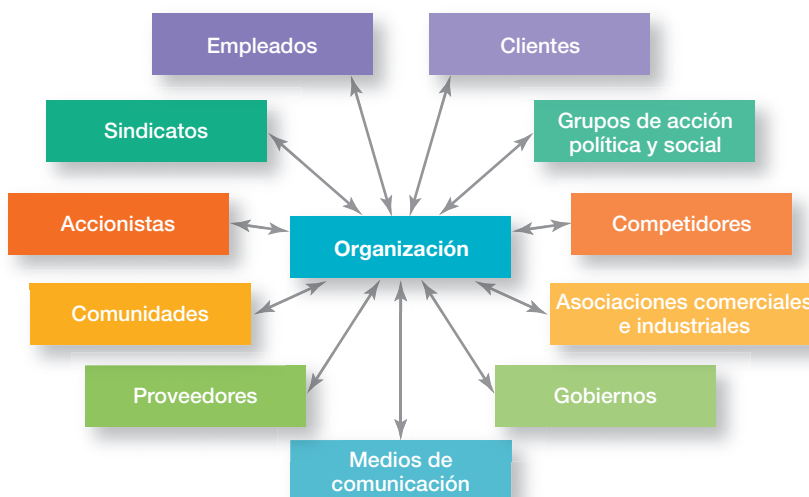 Empleados
Clientes
Sindicatos
Grupos de acción
política y social
Accionistas
Organización
Competidores
Comunidades
Asociaciones comerciales
e industriales
Proveedores
Gobiernos
Medios de
comunicación